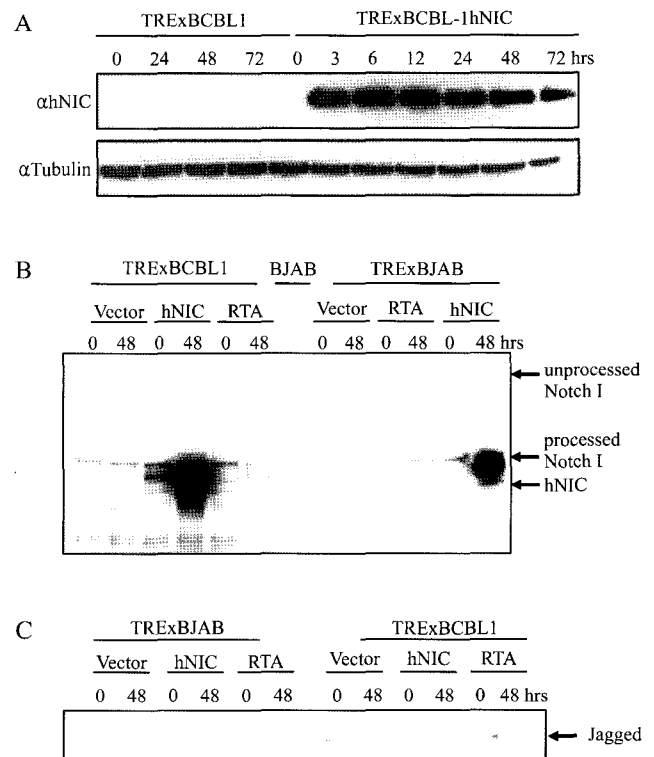 A
TRExBCBL1 TRExBCBL-1hNIC
0 24 48 72 0 3 6 12 24 48 72 hrs
αhNIC
αTubulin
B
TRExBCBL1 BJAB TRExBJAB
Vector hNIC RTA Vector RTA hNIC
0 48 0 48 0 48 0 48 0 48 0 48 hrs
unprocessed
Notch I
processed
Notch I
hNIC
C
TRExBJAB TRExBCBL1
Vector hNIC RTA Vector hNIC RTA
0 48 0 48 0 48 0 48 0 48 0 48 hrs
Jagged